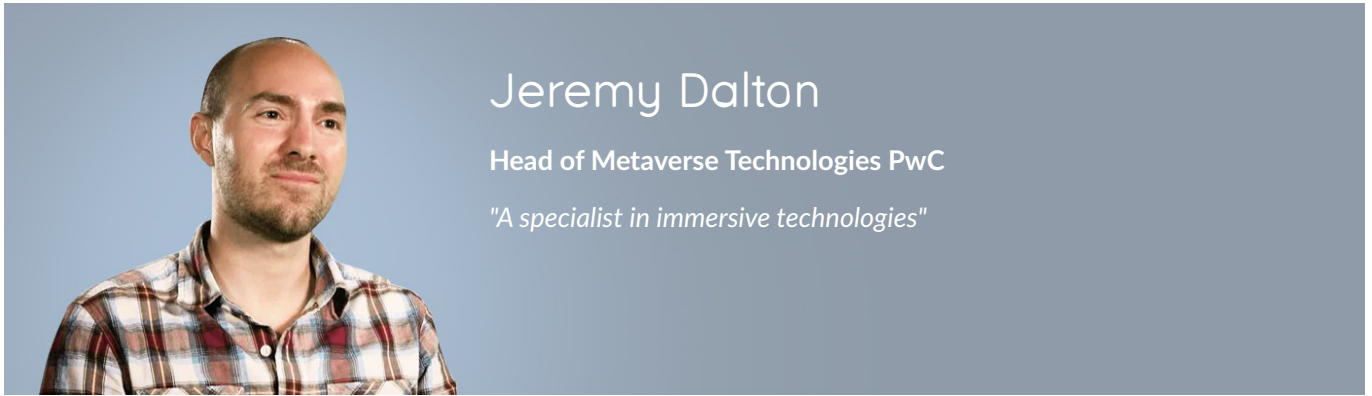 Jeremy Dalton
Head of Metaverse Technologies PwC
"A specialist in immersive technologies"